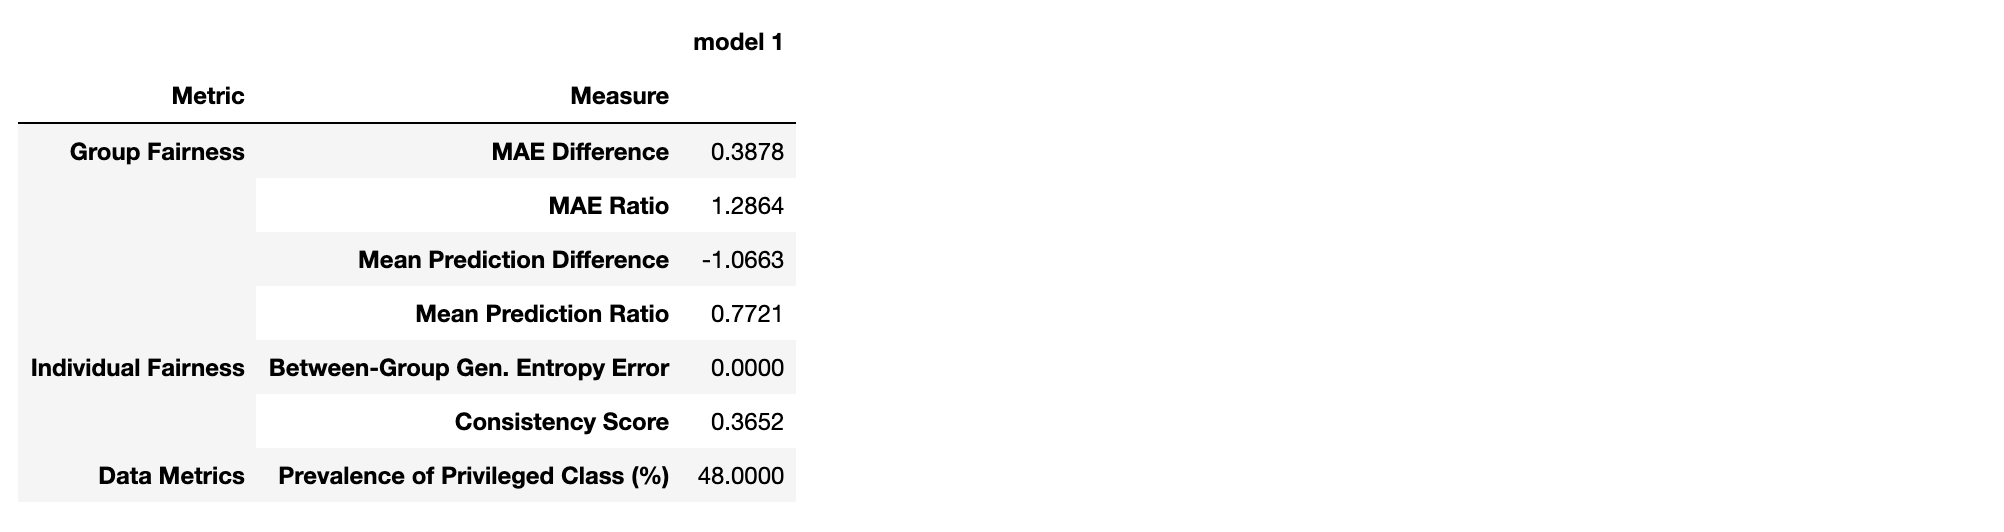 model 1
Metric Measure
Group Fairness MAE Difference 0.3878
MAE Ratio 1.2864
Mean Prediction Difference -1.0663
Mean Prediction Ratio 0.7721
Individual Fairness Between-Group Gen. Entropy Error 0.0000
Consistency Score 0.3652
Data Metrics Prevalence of Privileged Class (%) 48.0000